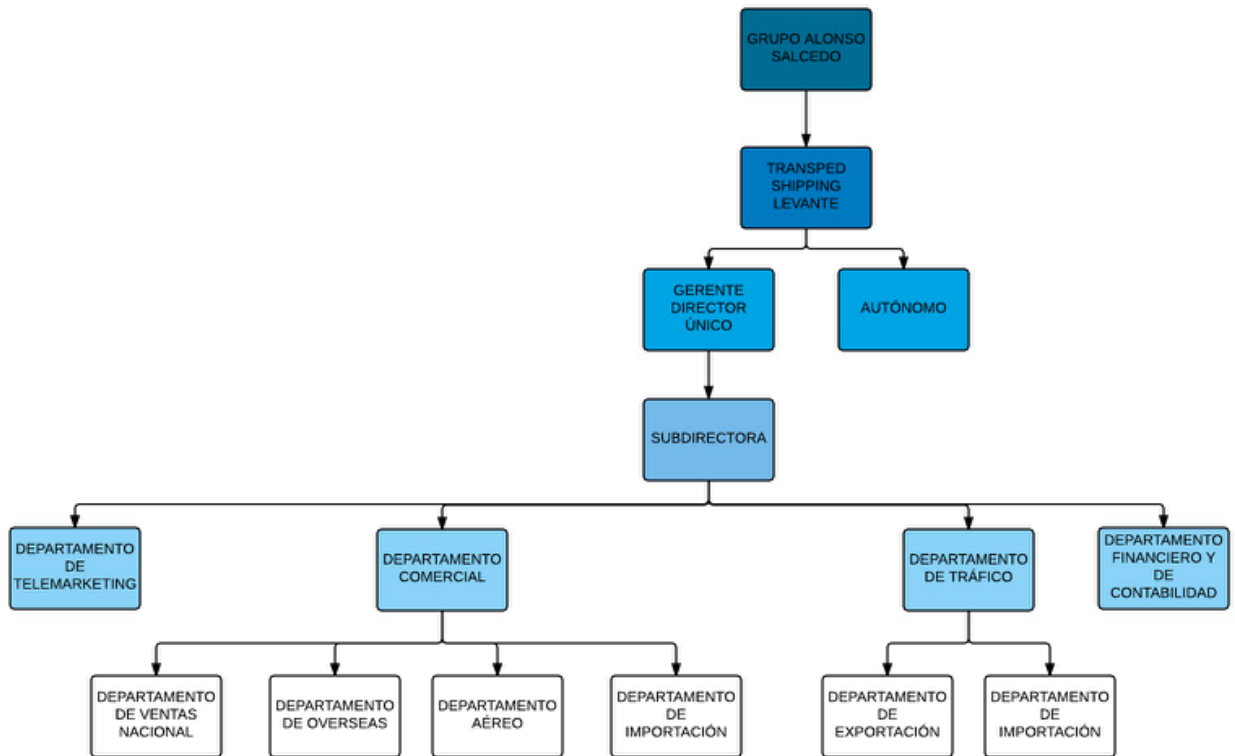 GRUPO ALONSO
SALCEDO
TRANSPED
SHIPPING
LEVANTE
GERENTE
DIRECTOR
ÚNICO
AUTÓNOMO
SUBDIRECTORA
DEPARTAMENTO
DE
TELEMARKETING
DEPARTAMENTO
COMERCIAL
DEPARTAMENTO
DE TRÁFICO
DEPARTAMENTO
FINANCIERO Y
DE
CONTABILIDAD
DEPARTAMENTO
DE VENTAS
NACIONAL
DEPARTAMENTO
DE OVERSEAS
DEPARTAMENTO
AÉREO
DEPARTAMENTO
DE
IMPORTACIÓN
DEPARTAMENTO
DE
EXPORTACIÓN
DEPARTAMENTO
DE
IMPORTACIÓN